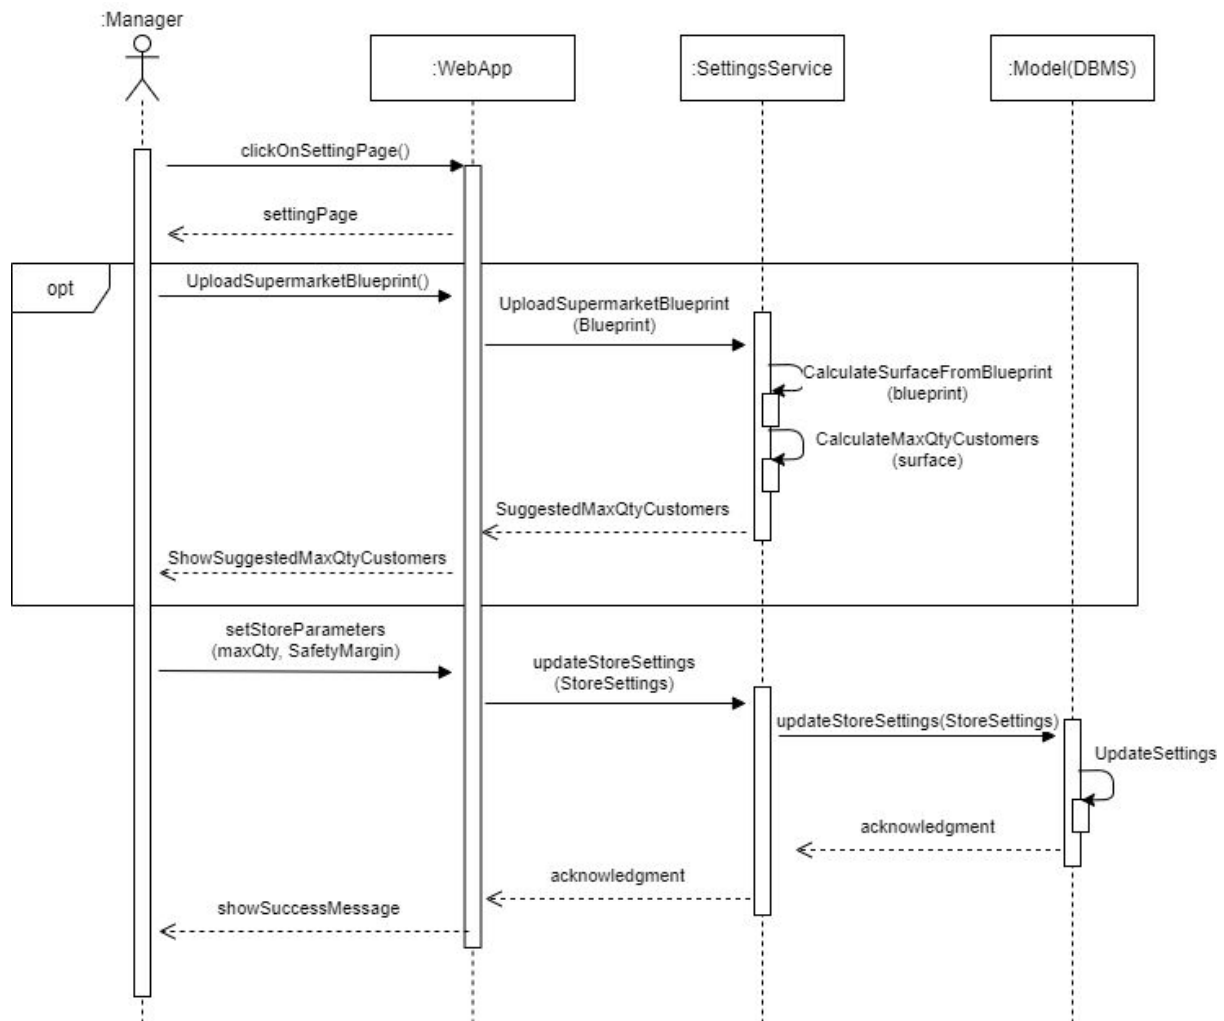 :Manager
:WebApp
:SettingsService
:Model(DBMS)
clickOnSettingPage()
settingPage
opt
UploadSupermarketBlueprint()
UploadSupermarketBlueprint
(Blueprint)
CalculateSurfaceFromBlueprint
(blueprint)
CalculateMaxQtyCustomers
(surface)
SuggestedMaxQtyCustomers
ShowSuggestedMaxQtyCustomers
setStoreParameters
(maxQty, SafetyMargin)
updateStoreSettings
(StoreSettings)
updateStoreSettings(StoreSettings)
UpdateSettings
acknowledgment
acknowledgment
showSuccessMessage